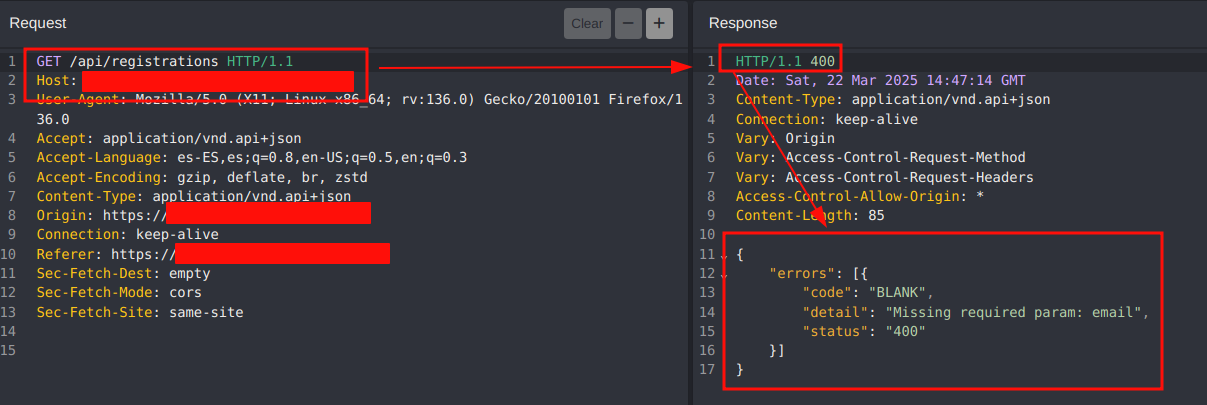 Request
Clear
−
+
1 GET /api/registrations HTTP/1.1
2 Host:
3 User-Agent: Mozilla/5.0 (X11; Linux x86_64; rv:136.0) Gecko/20100101 Firefox/1
36.0
4 Accept: application/vnd.api+json
5 Accept-Language: es-ES,es;q=0.8,en-US;q=0.5,en;q=0.3
6 Accept-Encoding: gzip, deflate, br, zstd
7 Content-Type: application/vnd.api+json
8 Origin: https://
9 Connection: keep-alive
10 Referer: https://
11 Sec-Fetch-Dest: empty
12 Sec-Fetch-Mode: cors
13 Sec-Fetch-Site: same-site
14
15
Response
1 HTTP/1.1 400
2 Date: Sat, 22 Mar 2025 14:47:14 GMT
3 Content-Type: application/vnd.api+json
4 Connection: keep-alive
5 Vary: Origin
6 Vary: Access-Control-Request-Method
7 Vary: Access-Control-Request-Headers
8 Access-Control-Allow-Origin: *
9 Content-Length: 85
10
11 {
12 "errors": [{
13 "code": "BLANK",
14 "detail": "Missing required param: email",
15 "status": "400"
16 }]
17 }